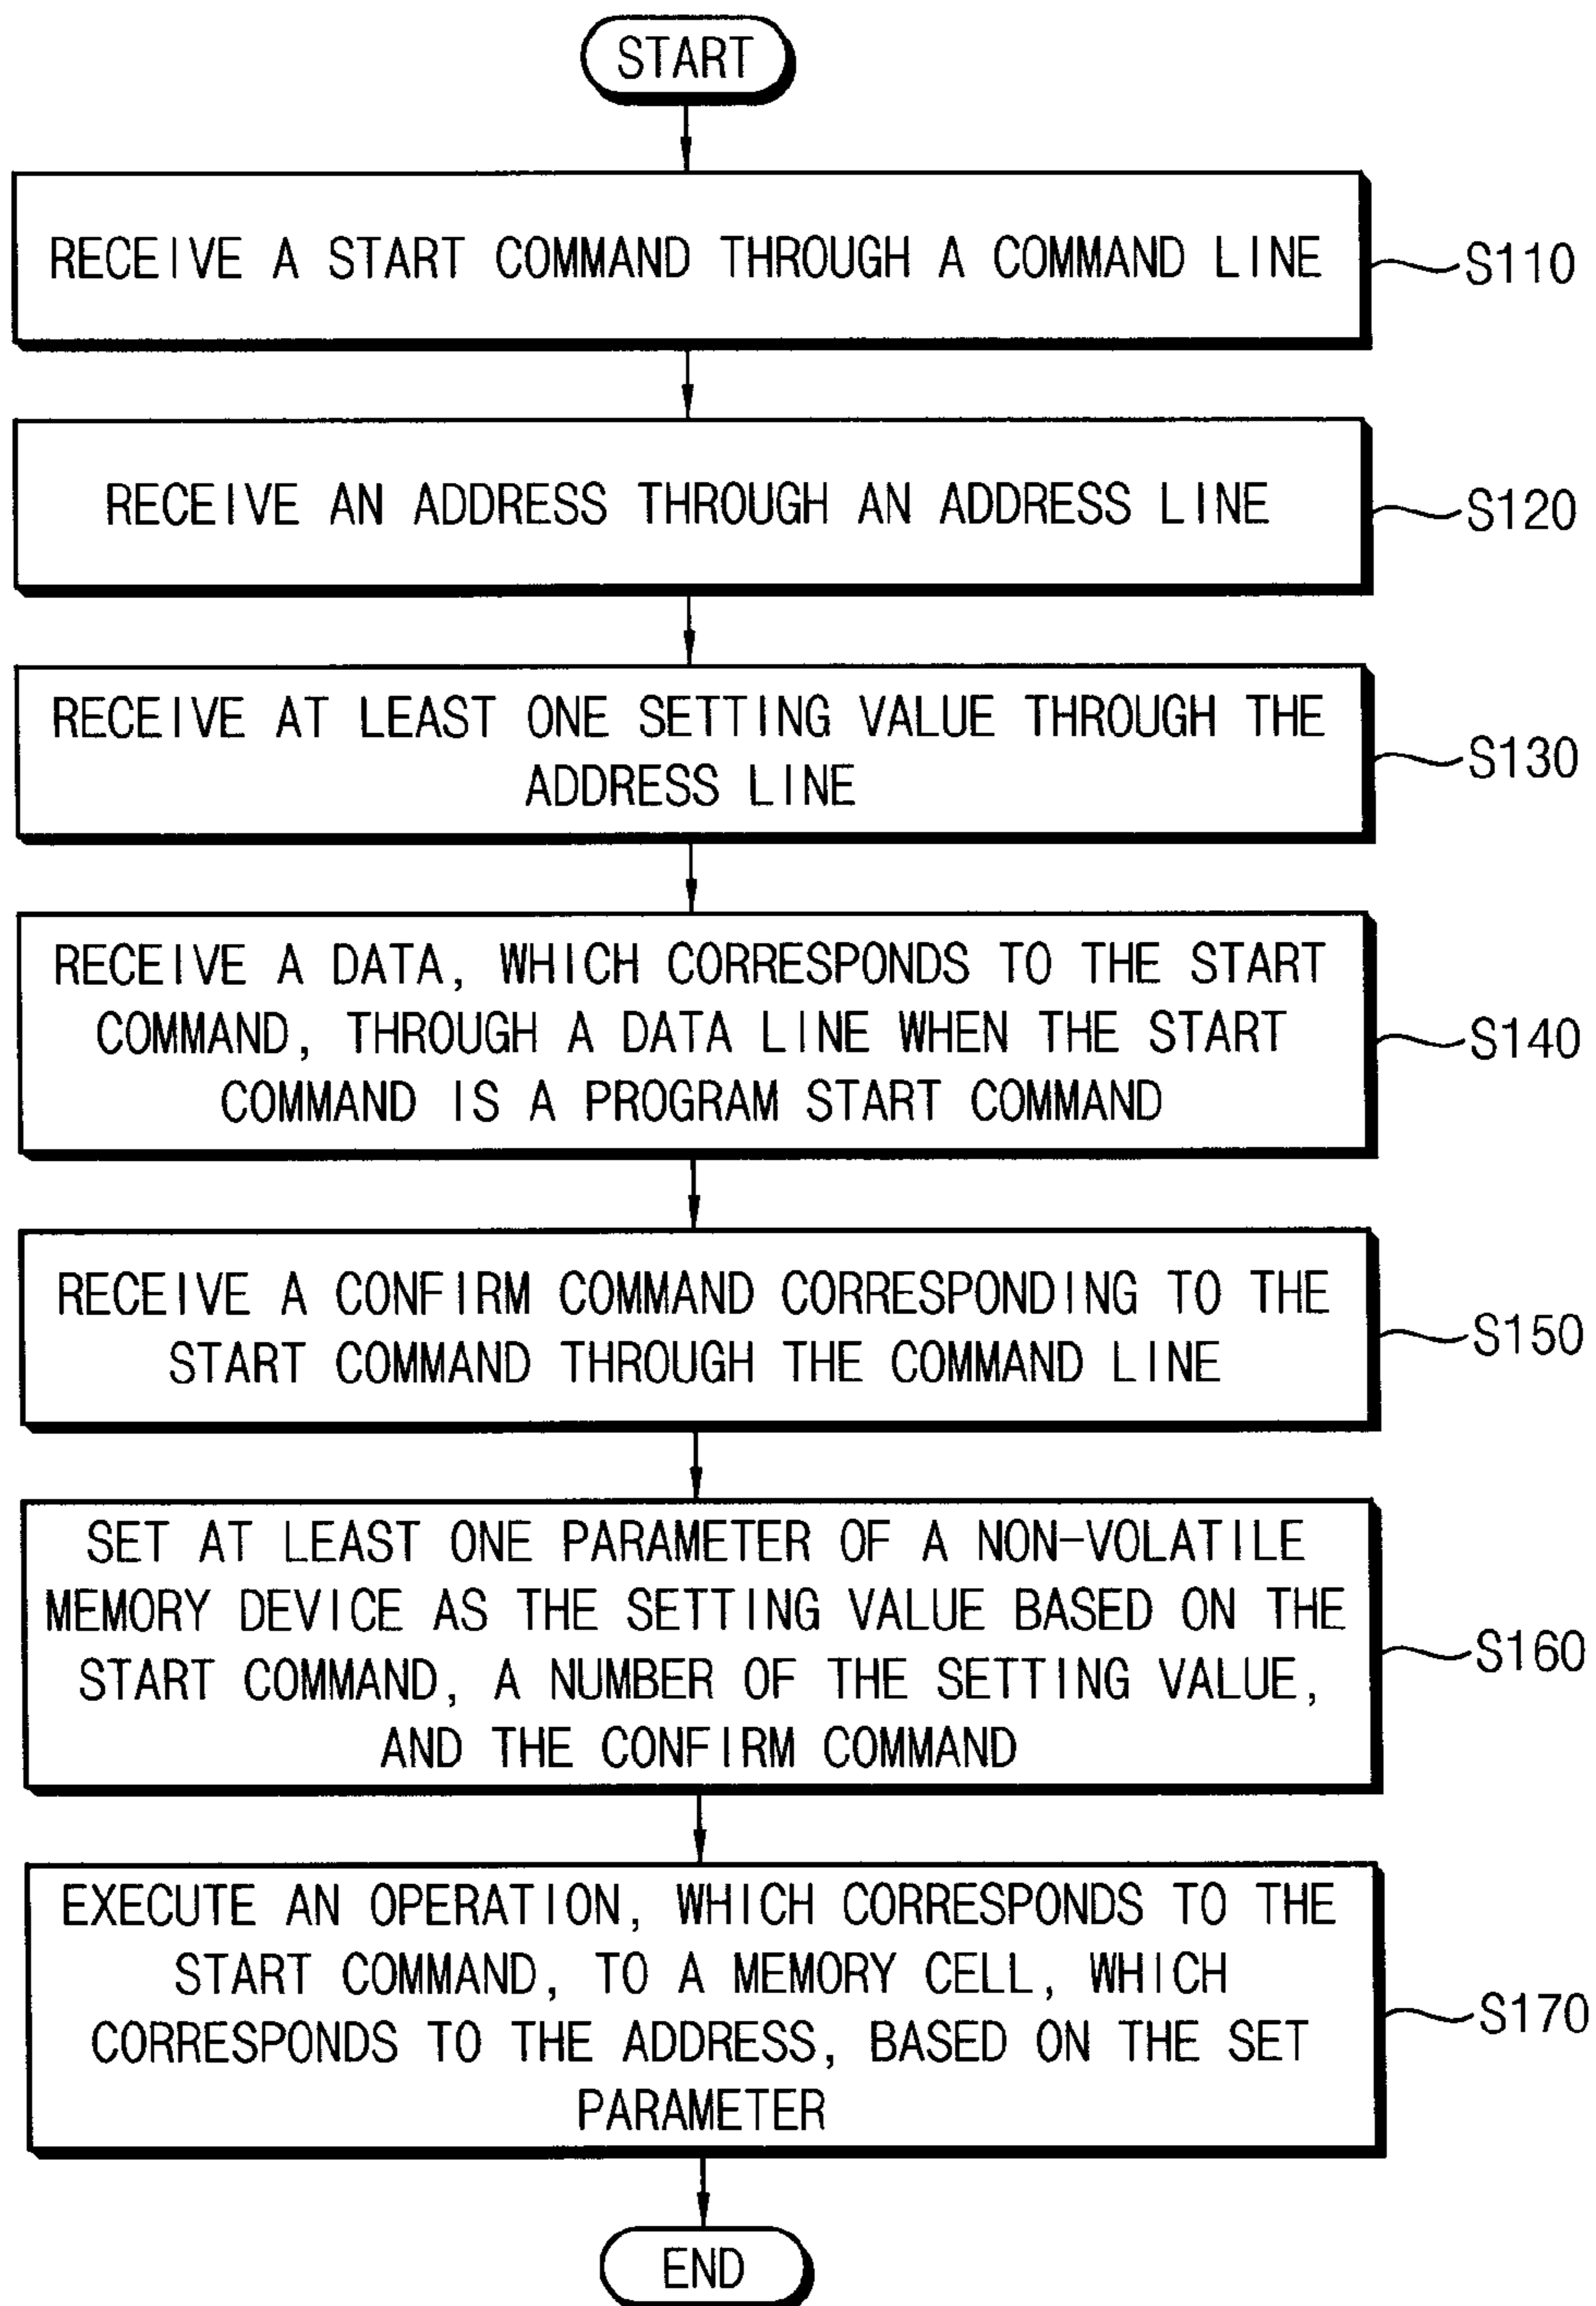 START
RECEIVE A START COMMAND THROUGH A COMMAND LINE
S110
RECEIVE AN ADDRESS THROUGH AN ADDRESS LINE
S120
RECEIVE AT LEAST ONE SETTING VALUE THROUGH THE
ADDRESS LINE
S130
RECEIVE A DATA, WHICH CORRESPONDS TO THE START
COMMAND, THROUGH A DATA LINE WHEN THE START
COMMAND IS A PROGRAM START COMMAND
S140
RECEIVE A CONFIRM COMMAND CORRESPONDING TO THE
START COMMAND THROUGH THE COMMAND LINE
S150
SET AT LEAST ONE PARAMETER OF A NON-VOLATILE
MEMORY DEVICE AS THE SETTING VALUE BASED ON THE
START COMMAND, A NUMBER OF THE SETTING VALUE,
AND THE CONFIRM COMMAND
S160
EXECUTE AN OPERATION, WHICH CORRESPONDS TO THE
START COMMAND, TO A MEMORY CELL, WHICH
CORRESPONDS TO THE ADDRESS, BASED ON THE SET
PARAMETER
S170
END